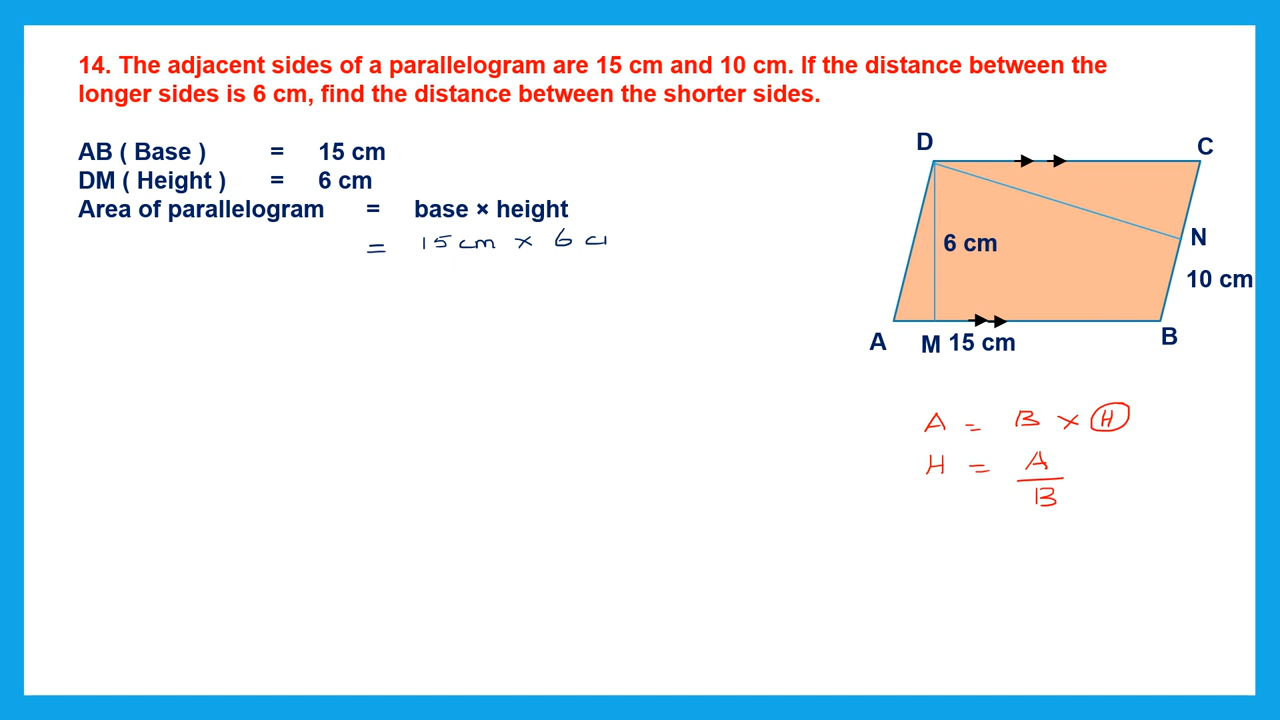 14. The adjacent sides of a parallelogram are 15 cm and 10 cm. If the distance between the
longer sides is 6 cm, find the distance between the shorter sides.
AB ( Base ) = 15 cm
DM ( Height ) = 6 cm
Area of parallelogram = base × height
= 15 cm × 6 c
D
C
6 cm
N
10 cm
A
M 15 cm
B
A = B × H
H = A
B